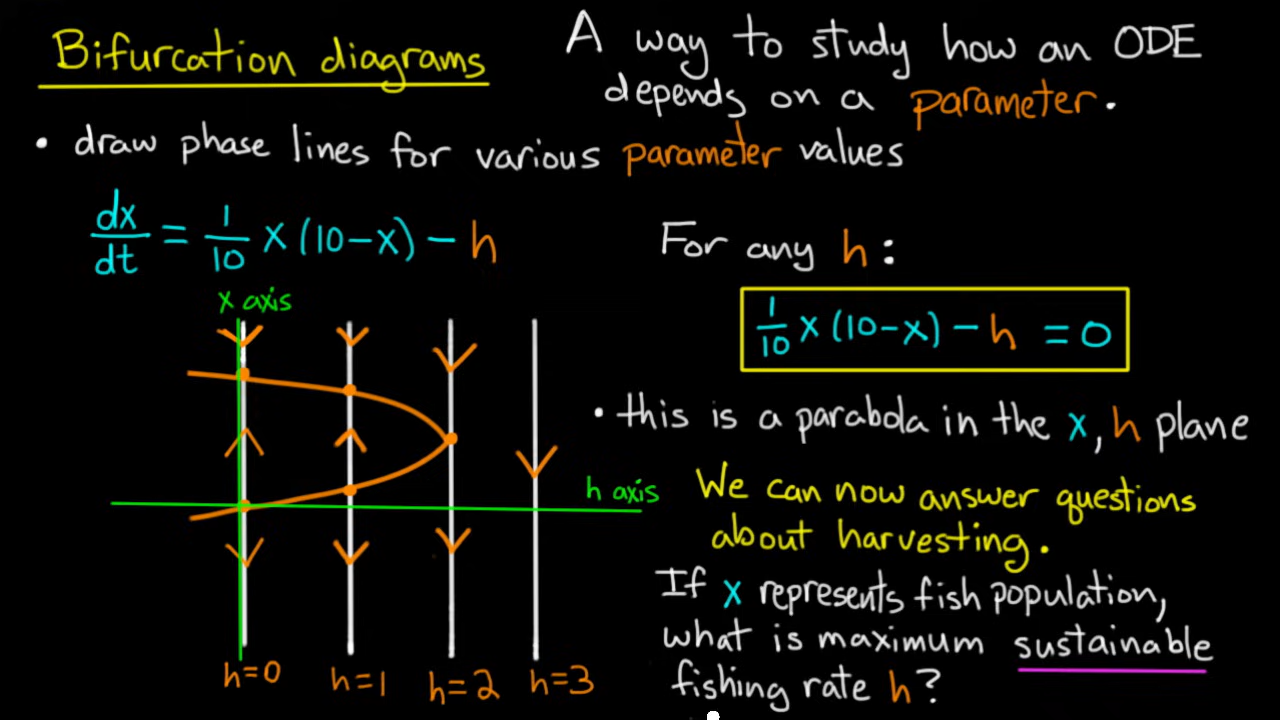 Bifurcation diagrams
A way to study how an ODE
depends on a parameter.
• draw phase lines for various parameter values
dx/dt = 1/10 x (10-x) - h
x axis
h axis
h=0 h=1 h=2 h=3
For any h:
1/10 x (10-x) - h = 0
• this is a parabola in the x, h plane
We can now answer questions
about harvesting.
If x represents fish population,
what is maximum sustainable
fishing rate h?